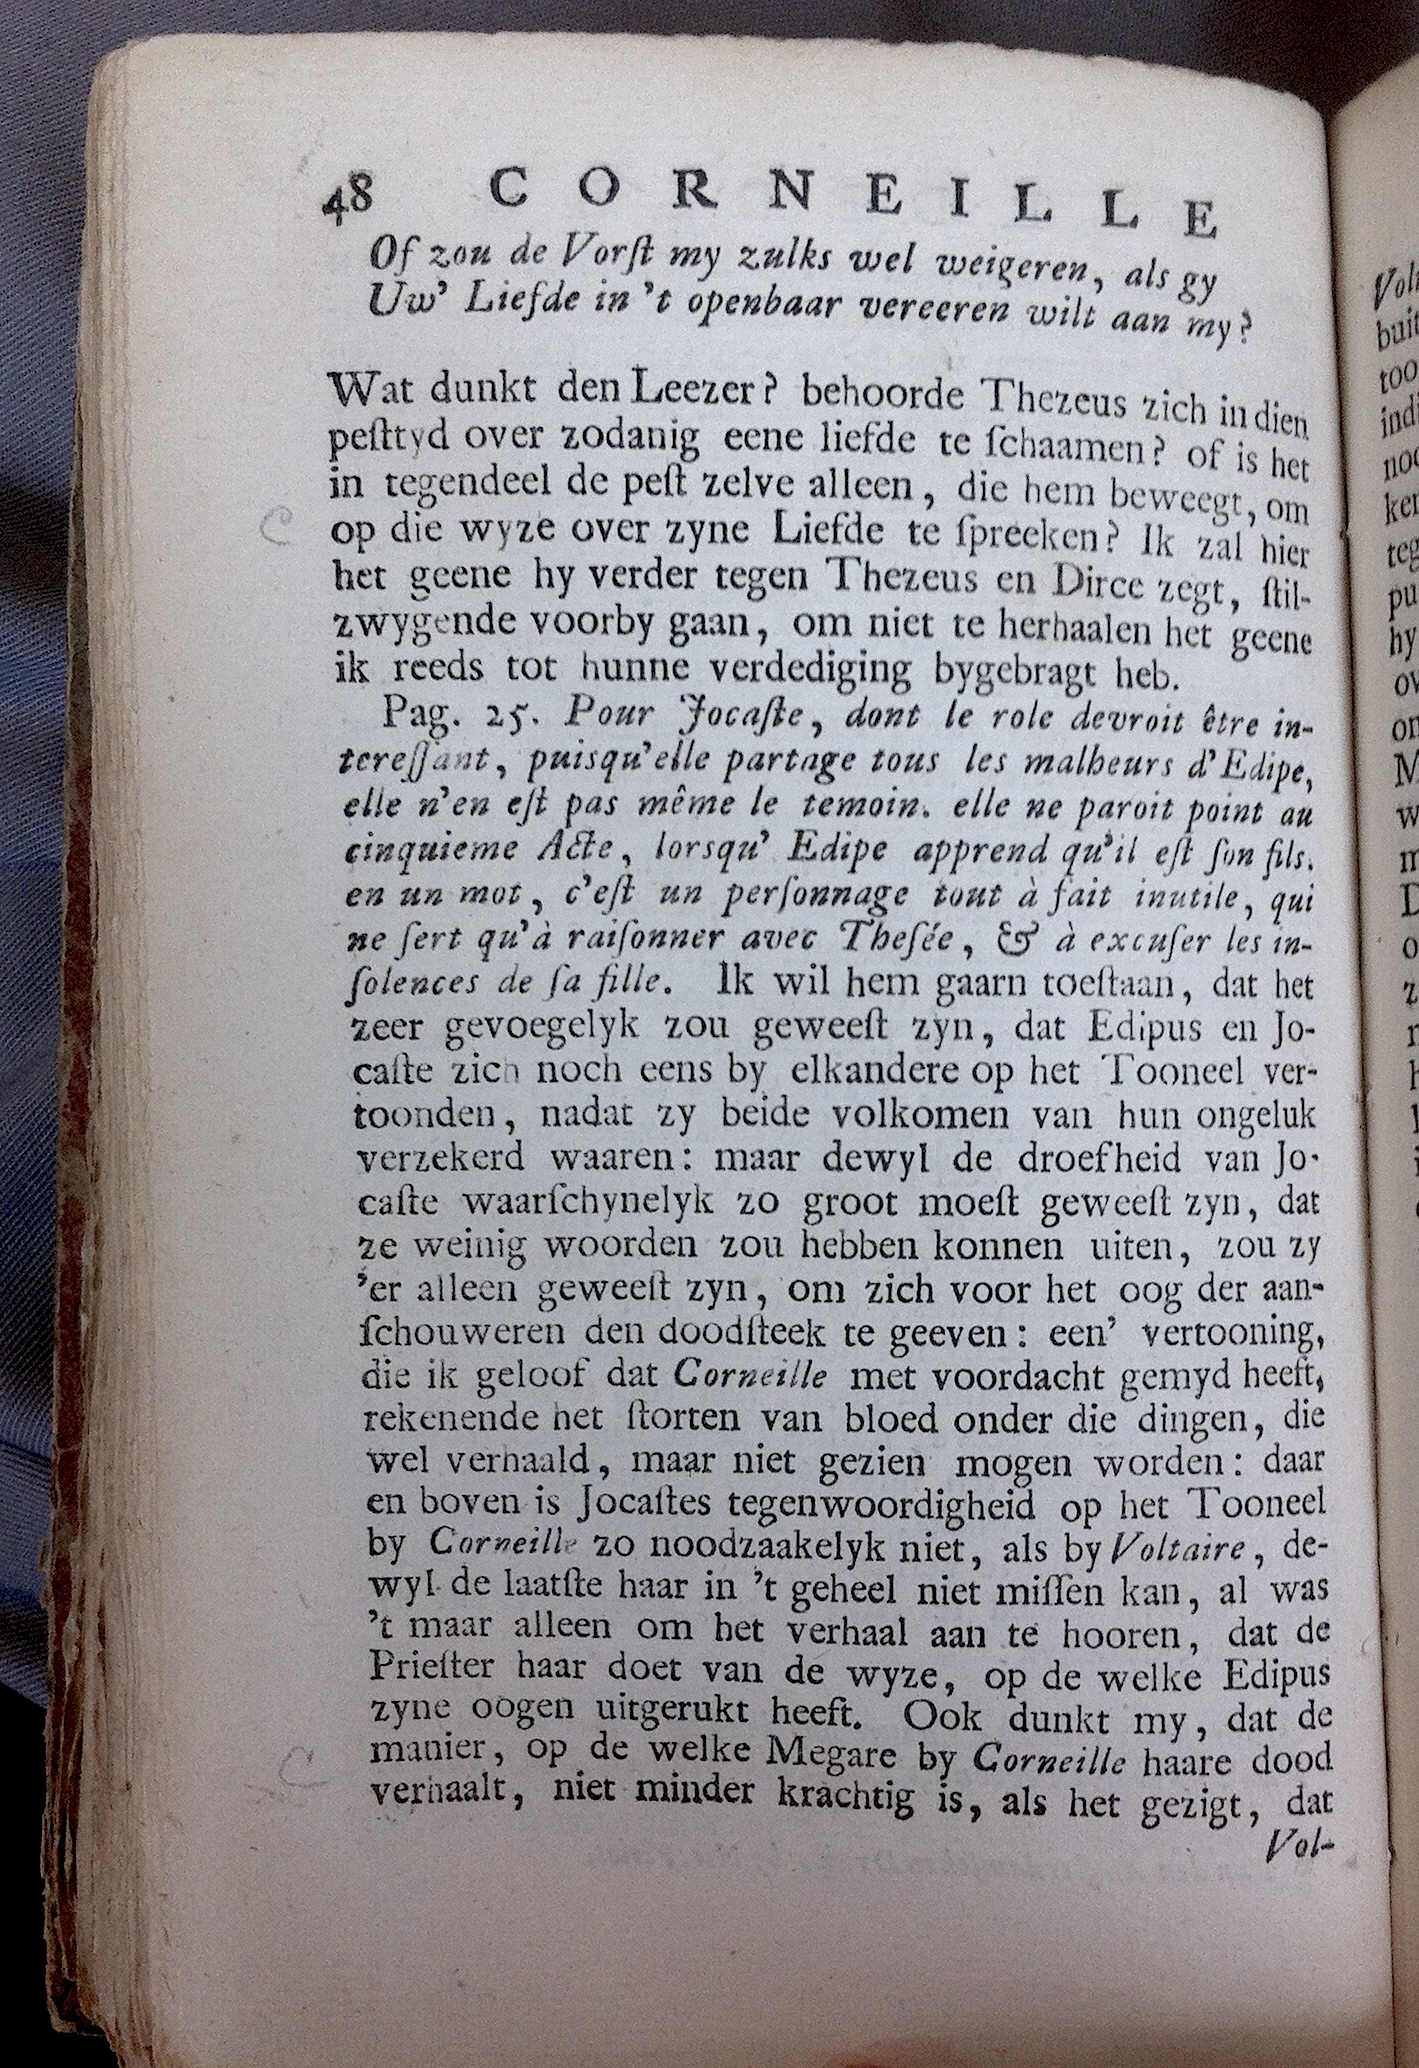 48 CORNEILLE
Of zou de Vorſt my zulks wel weigeren, als gy
Uw' Liefde in 't openbaar vereeren wilt aan my?
Wat dunkt den Leezer? behoorde Thezeus zich in dien
peſttyd over zodanig eene liefde te ſchaamen? of is het
in tegendeel de peſt zelve alleen, die hem beweegt, om
op die wyze over zyne Liefde te ſpreeken? Ik zal hier
het geene hy verder tegen Thezeus en Dirce zegt, ſtil-
zwygende voorby gaan, om niet te herhaalen het geene
ik reeds tot hunne verdediging bygebragt heb.
Pag. 25. Pour Jocaſte, dont le role devroit être in-
tereſſant, puisqu'elle partage tous les malheurs d'Edipe,
elle n'en eſt pas même le temoin. elle ne paroit point au
cinquieme Acte, lorsqu' Edipe apprend qu'il eſt ſon fils.
en un mot, c'eſt un perſonnage tout à fait inutile, qui
ne ſert qu'à raiſonner avec Theſée, & à excuſer les in-
ſolences de ſa fille. Ik wil hem gaarn toeſtaan, dat het
zeer gevoegelyk zou geweeſt zyn, dat Edipus en Jo-
caſte zich noch eens by elkandere op het Tooneel ver-
toonden, nadat zy beide volkomen van hun ongeluk
verzekerd waaren: maar dewyl de droefheid van Jo-
caſte waarſchynelyk zo groot moeſt geweeſt zyn, dat
ze weinig woorden zou hebben konnen uiten, zou zy
'er alleen geweeſt zyn, om zich voor het oog der aan-
ſchouweren den doodſteek te geeven: een' vertooning,
die ik geloof dat Corneille met voordacht gemyd heeft,
rekenende het ſtorten van bloed onder die dingen, die
wel verhaald, maar niet gezien mogen worden: daar
en boven is Jocaſtes tegenwoordigheid op het Tooneel
by Corneille zo noodzaakelyk niet, als by Voltaire, de-
wyl de laatſte haar in 't geheel niet miſſen kan, al was
't maar alleen om het verhaal aan te hooren, dat de
Prieſter haar doet van de wyze, op de welke Edipus
zyne oogen uitgerukt heeft. Ook dunkt my, dat de
manier, op de welke Megare by Corneille haare dood
verhaalt, niet minder krachtig is, als het gezigt, dat
Vol-